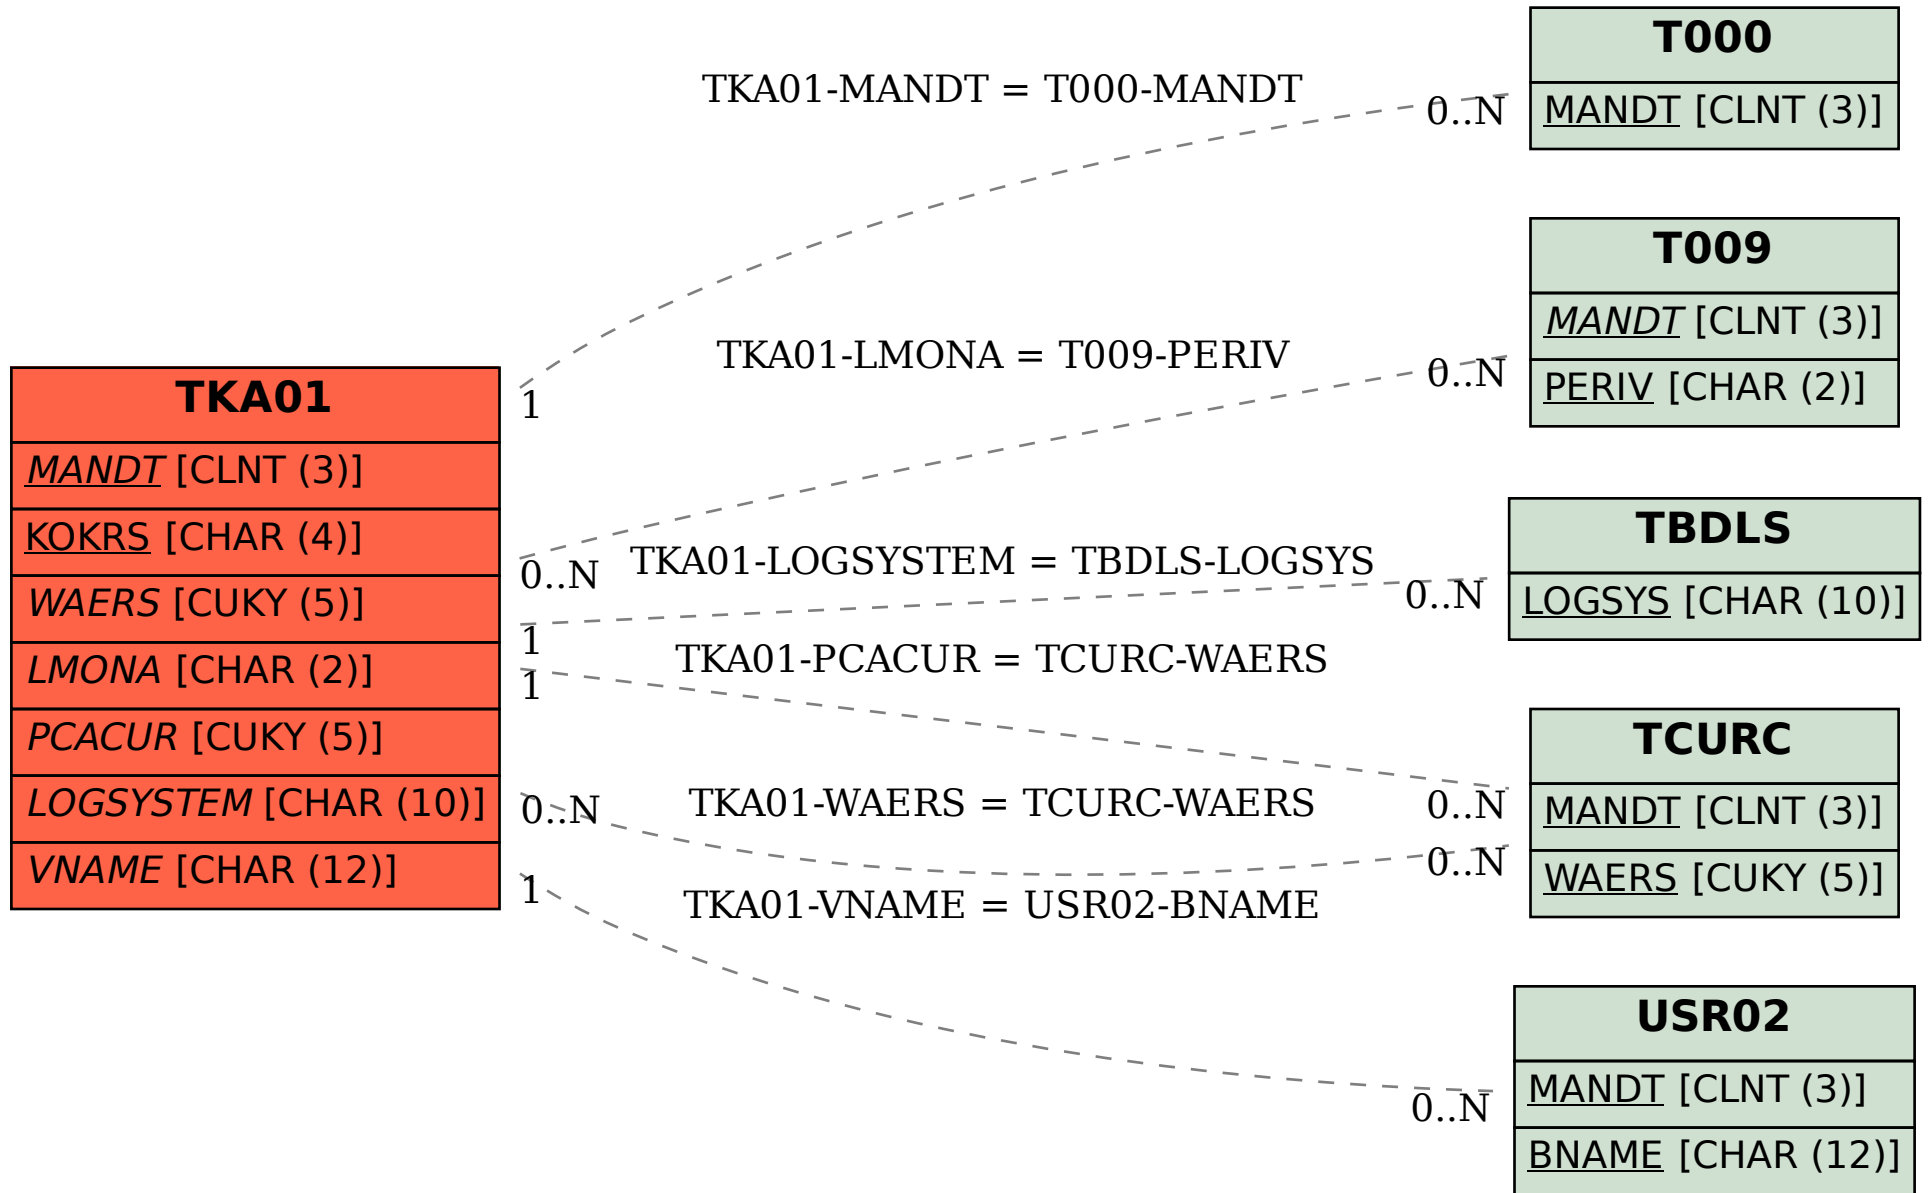 TKA01
MANDT [CLNT (3)]
KOKRS [CHAR (4)]
WAERS [CUKY (5)]
LMONA [CHAR (2)]
PCACUR [CUKY (5)]
LOGSYSTEM [CHAR (10)]
VNAME [CHAR (12)]
TKA01-MANDT = T000-MANDT
0..N
1
TKA01-LMONA = T009-PERIV
0..N
0..N
TKA01-LOGSYSTEM = TBDLS-LOGSYS
0..N
1
TKA01-PCACUR = TCURC-WAERS
1
0..N
TKA01-WAERS = TCURC-WAERS
0..N
0..N
TKA01-VNAME = USR02-BNAME
1
0..N
T000
MANDT [CLNT (3)]
T009
MANDT [CLNT (3)]
PERIV [CHAR (2)]
TBDLS
LOGSYS [CHAR (10)]
TCURC
MANDT [CLNT (3)]
WAERS [CUKY (5)]
USR02
MANDT [CLNT (3)]
BNAME [CHAR (12)]